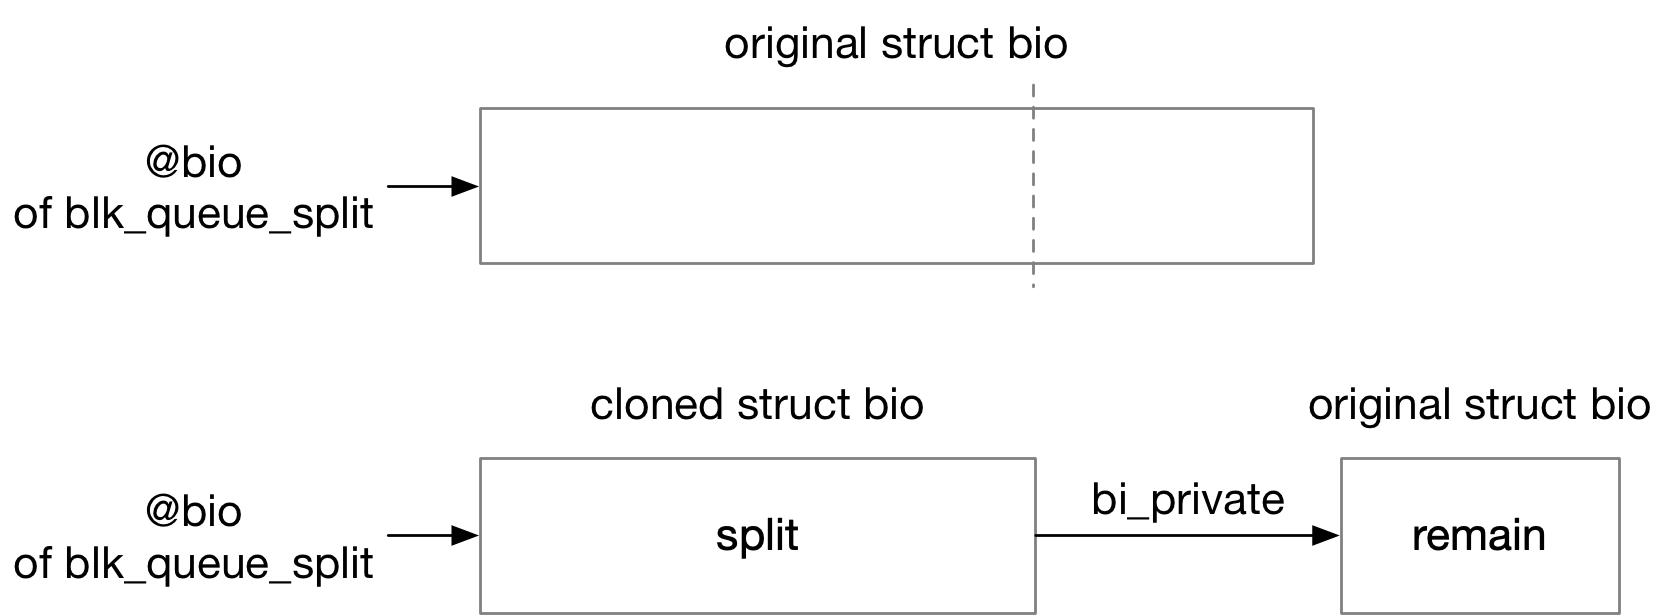 original struct bio
@bio
of blk_queue_split
cloned struct bio
original struct bio
@bio
of blk_queue_split
split
bi_private
remain